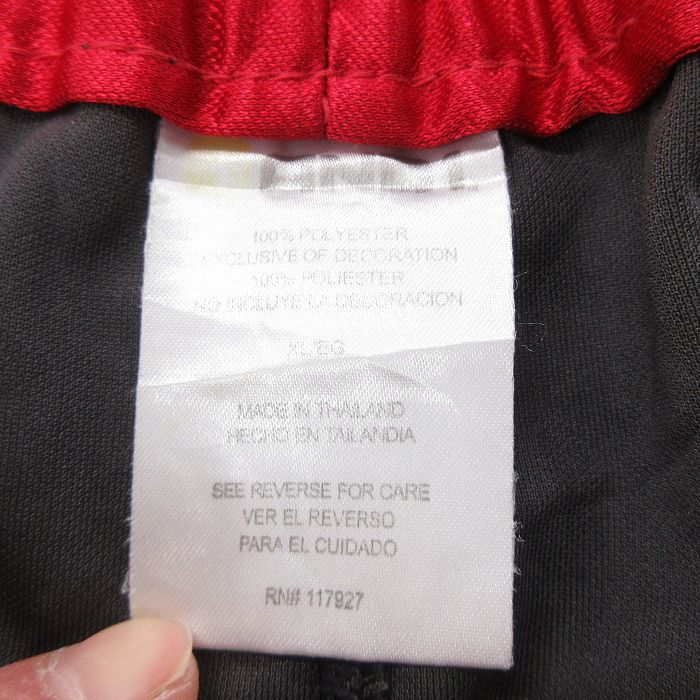 100% POLYESTER
EXCLUSIVE OF DECORATION
100% POLIESTER
NO INCLUYE LA DECORACION
XL/EG
MADE IN THAILAND
HECHO EN TAILANDIA
SEE REVERSE FOR CARE
VER EL REVERSO
PARA EL CUIDADO
RN# 117927